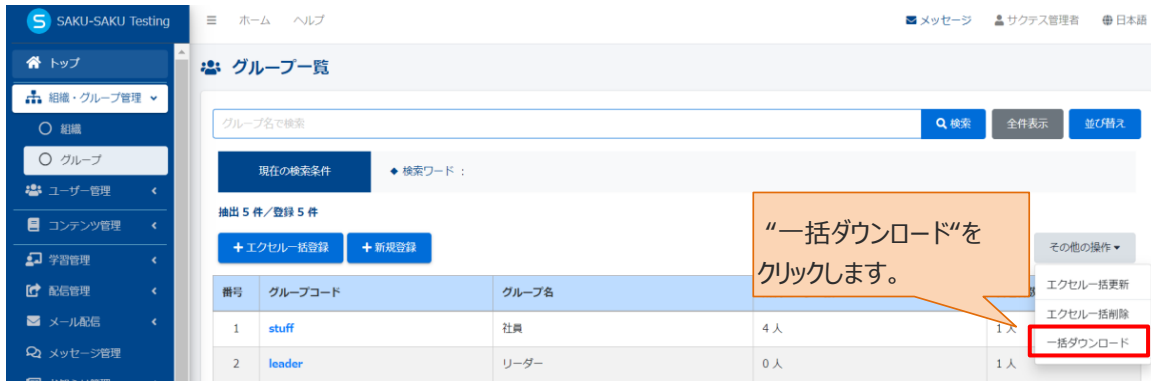 S SAKU-SAKU Testing
ホーム ヘルプ
メッセージ サクテス管理者 日本語
トップ
グループ一覧
組織・グループ管理
組織
グループ
ユーザー管理
コンテンツ管理
学習管理
配信管理
メール配信
メッセージ管理
グループ名で検索
検索 全件表示 並び替え
現在の検索条件 ◆ 検索ワード :
抽出 5 件/登録 5 件
+エクセル一括登録 +新規登録
その他の操作▼
“一括ダウンロード“を
クリックします。
エクセル一括更新
エクセル一括削除
一括ダウンロード
番号 グループコード グループ名
1 stuff 社員 4 人 1 人
2 leader リーダー 0 人 1 人